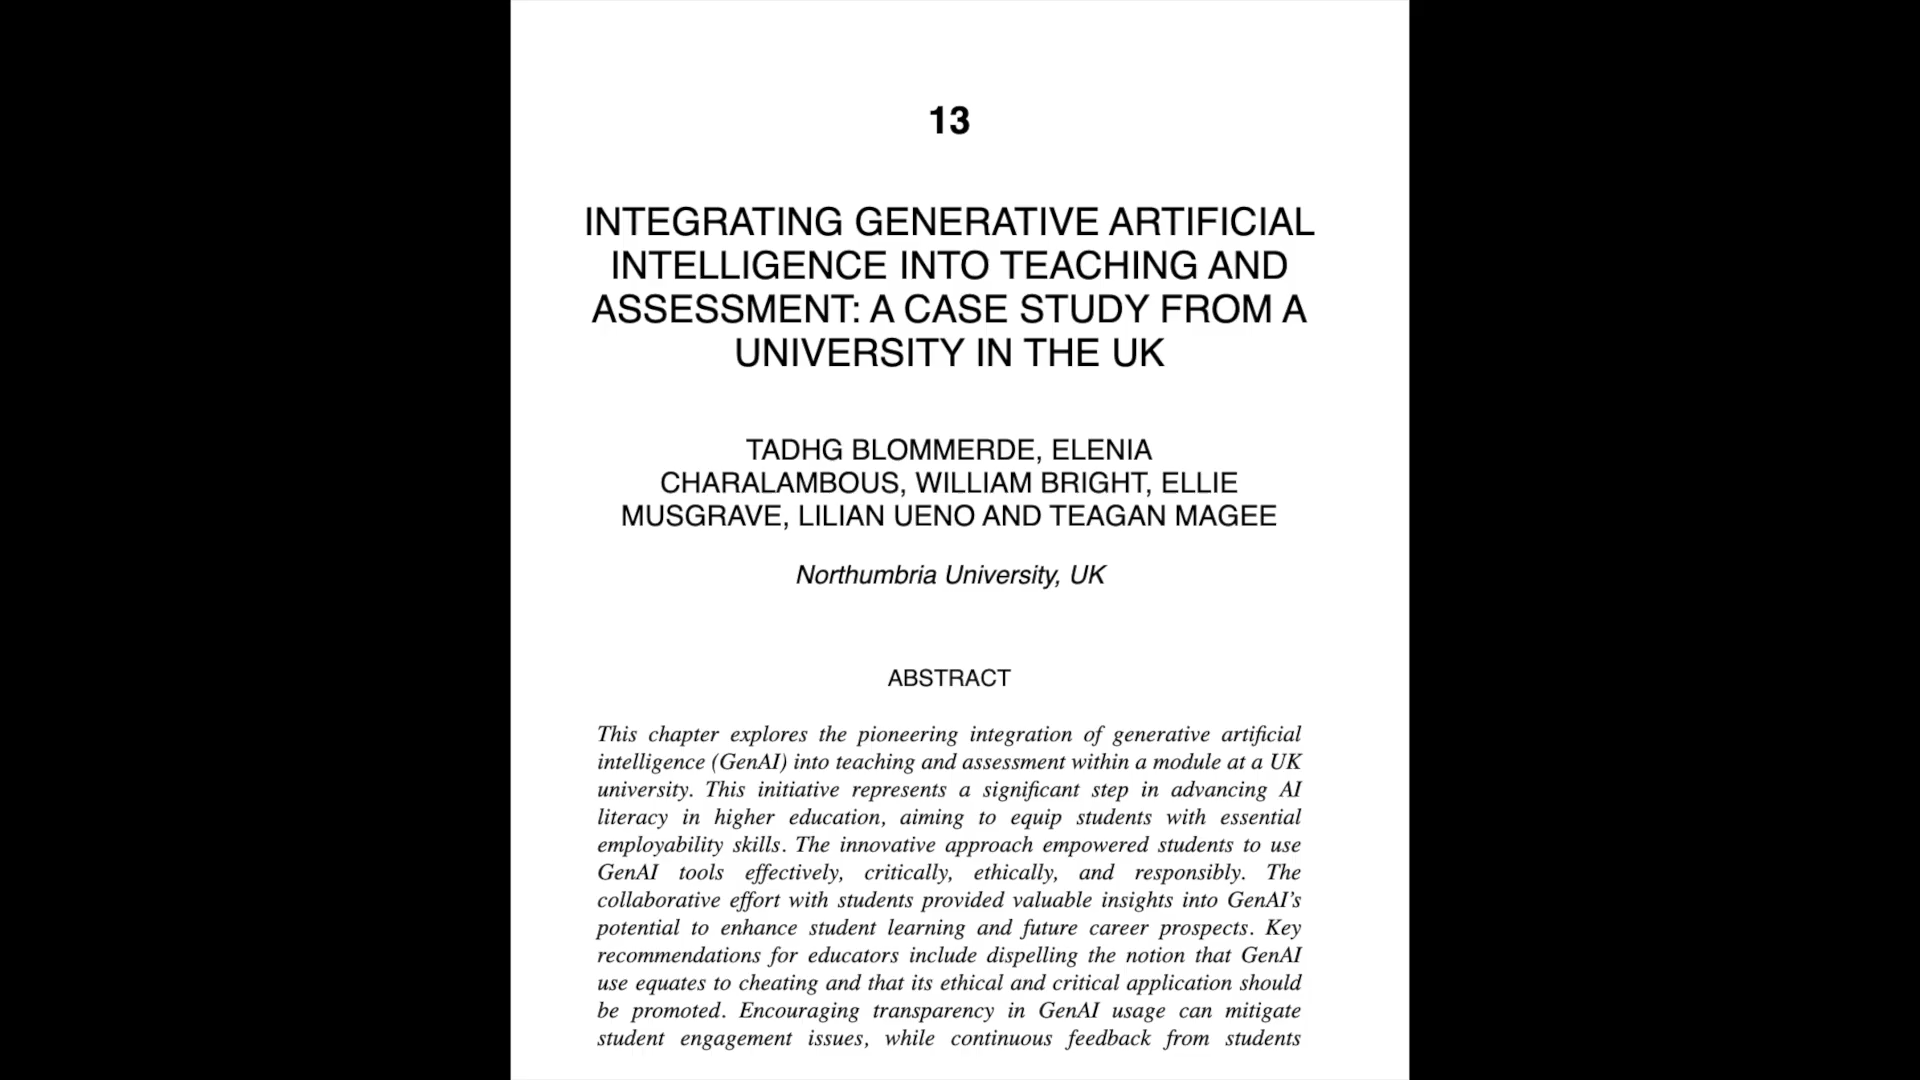 13
INTEGRATING GENERATIVE ARTIFICIAL
INTELLIGENCE INTO TEACHING AND
ASSESSMENT: A CASE STUDY FROM A
UNIVERSITY IN THE UK
TADHG BLOMMERDE, ELENIA
CHARALAMBOUS, WILLIAM BRIGHT, ELLIE
MUSGRAVE, LILIAN UENO AND TEAGAN MAGEE
Northumbria University, UK
ABSTRACT
This chapter explores the pioneering integration of generative artificial
intelligence (GenAI) into teaching and assessment within a module at a UK
university. This initiative represents a significant step in advancing AI
literacy in higher education, aiming to equip students with essential
employability skills. The innovative approach empowered students to use
GenAI tools effectively, critically, ethically, and responsibly. The
collaborative effort with students provided valuable insights into GenAI’s
potential to enhance student learning and future career prospects. Key
recommendations for educators include dispelling the notion that GenAI
use equates to cheating and that its ethical and critical application should
be promoted. Encouraging transparency in GenAI usage can mitigate
student engagement issues, while continuous feedback from students